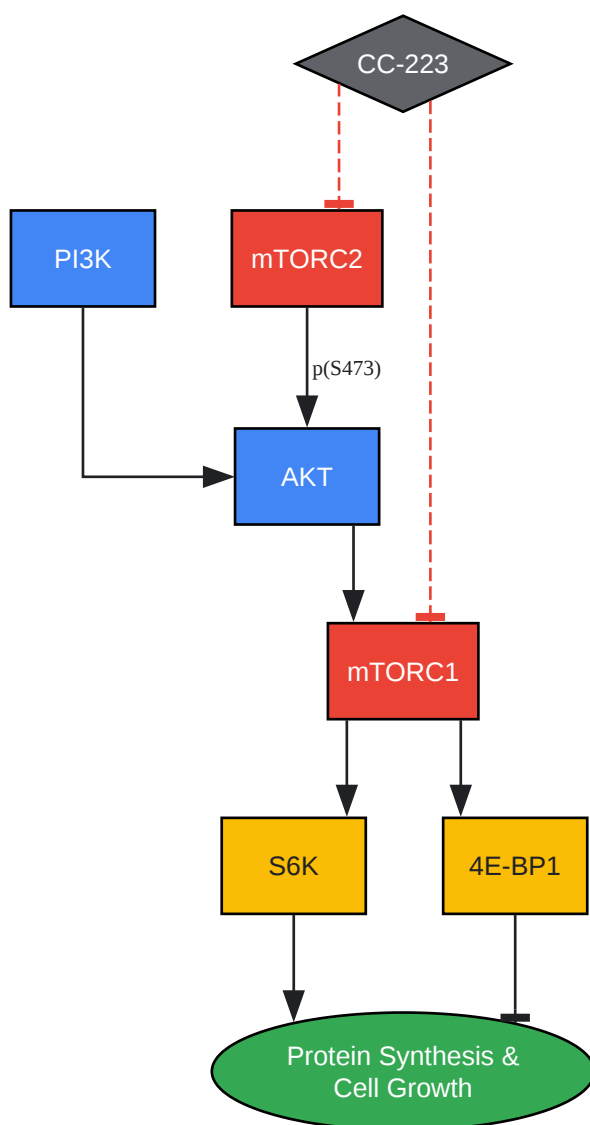 CC-223
PI3K
mTORC2
p(S473)
AKT
mTORC1
S6K
4E-BP1
Protein Synthesis &
Cell Growth